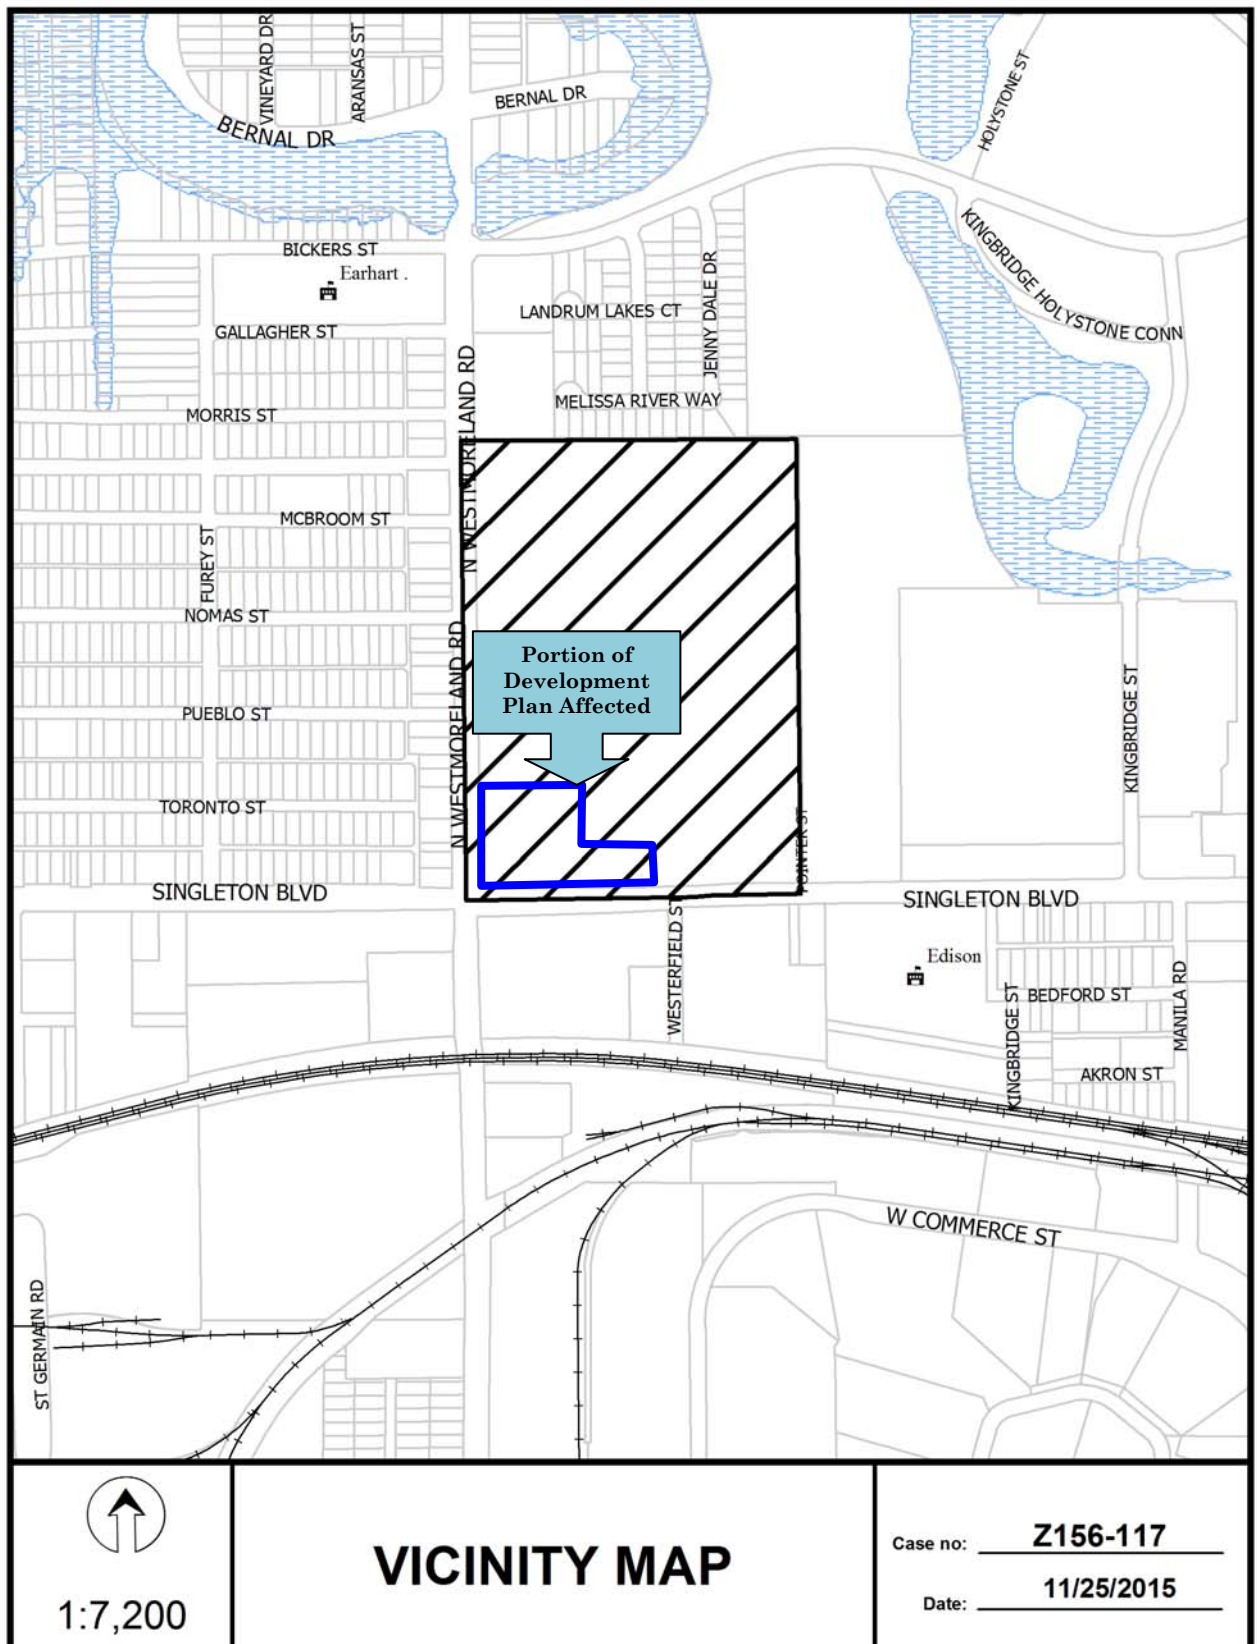 VINEYARD DR
ARANSAS ST
BERNAL DR
BERNAL DR
HOLYSTONE ST
BICKERS ST
Earhart .
GALLAGHER ST
LANDRUM LAKES CT
JENNY DALE DR
KINGBRIDGE HOLYSTONE CONN
MELISSA RIVER WAY
MORRIS ST
N WESTMORELAND RD
MCBROOM ST
FUREY ST
NOMAS ST
N WESTMORELAND RD
Portion of
Development
Plan Affected
PUEBLO ST
KINGBRIDGE ST
TORONTO ST
POINTER ST
SINGLETON BLVD
SINGLETON BLVD
WESTERFIELD ST
Edison
BEDFORD ST
KINGBRIDGE ST
MANILA RD
AKRON ST
W COMMERCE ST
ST GERMAIN RD
1:7,200
VICINITY MAP
Case no: Z156-117
Date: 11/25/2015